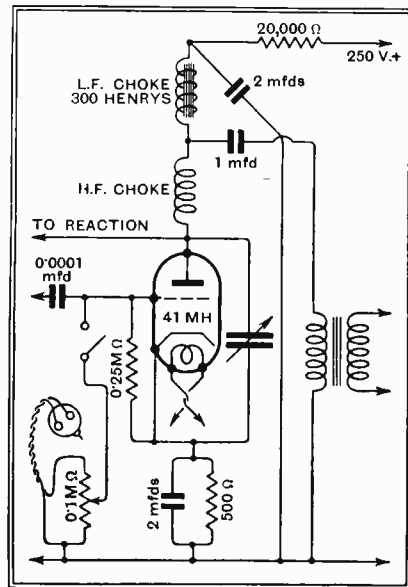 20,000 Ω
250 V.+
L.F. CHOKE
300 HENRYS
2 mfds
1 mfd
H.F. CHOKE
TO REACTION
0·0001
mfd
41 MH
0·25MΩ
0·1MΩ
2 mfds
500 Ω